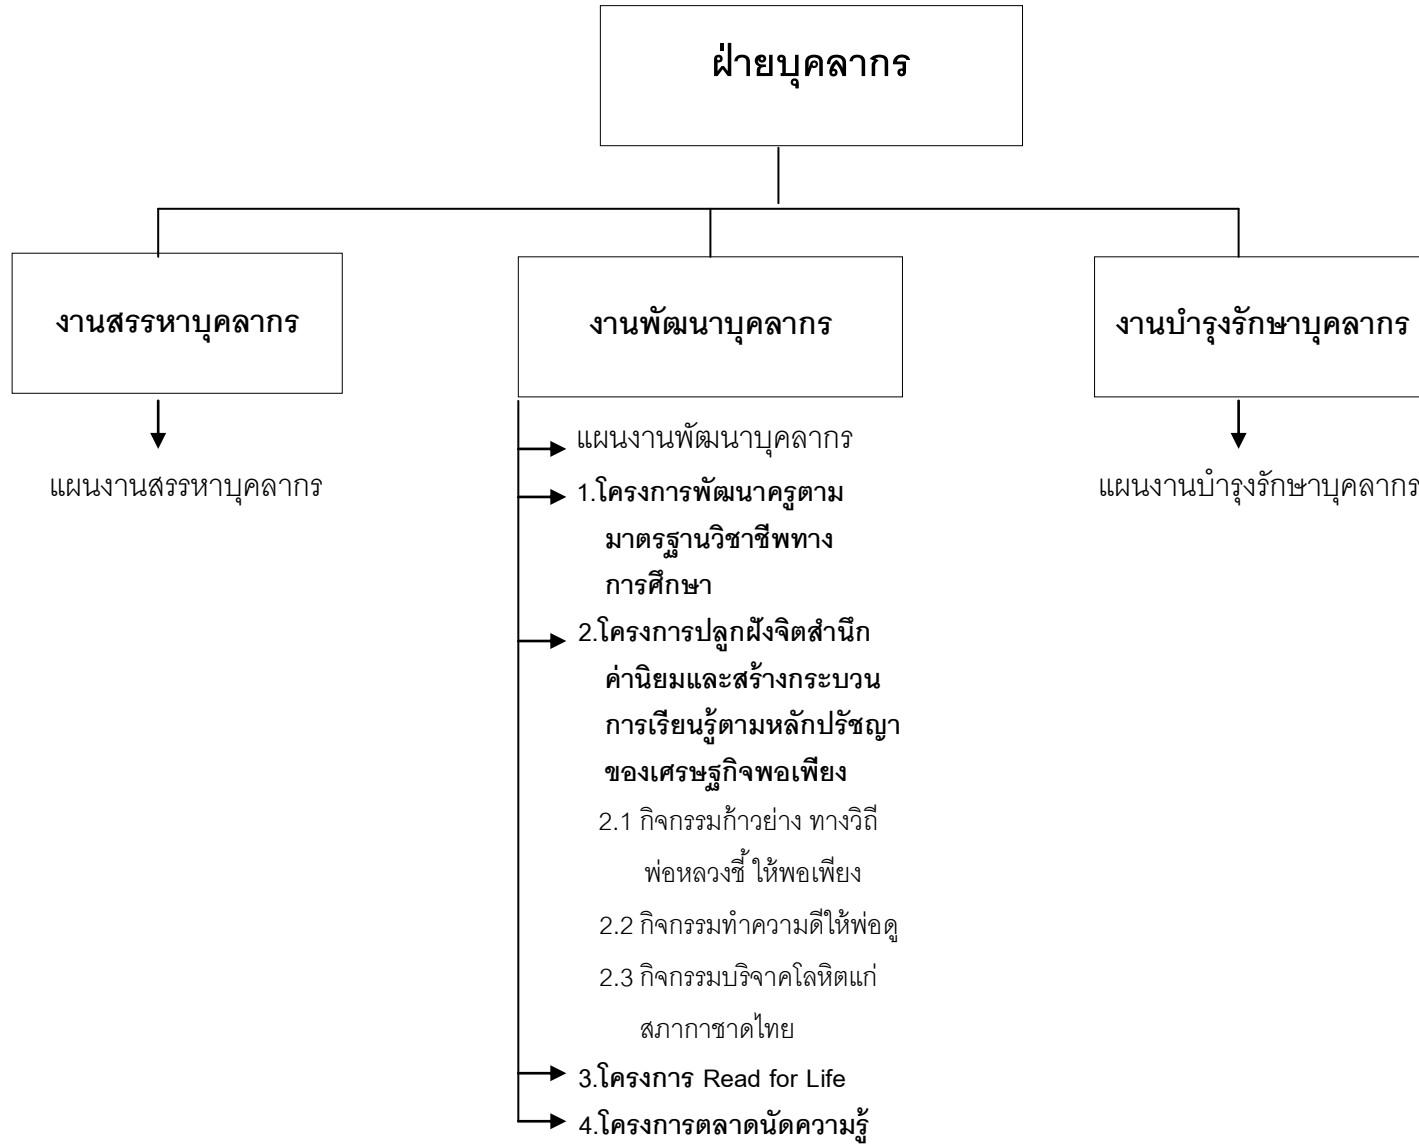 ฝ่ายบุคลากร
งานสรรหาบุคลากร
แผนงานสรรหาบุคลากร
งานพัฒนาบุคลากร
แผนงานพัฒนาบุคลากร
1.โครงการพัฒนาครูตาม
มาตรฐานวิชาชีพทาง
การศึกษา
2.โครงการปลูกฝังจิตสำนึก
ค่านิยมและสร้างกระบวน
การเรียนรู้ตามหลักปรัชญา
ของเศรษฐกิจพอเพียง
2.1 กิจกรรมก้าวย่าง ทางวิถี
พ่อหลวงชี้ ให้พอเพียง
2.2 กิจกรรมทำความดีให้พ่อดู
2.3 กิจกรรมบริจาคโลหิตแก่
สภากาชาดไทย
3.โครงการ Read for Life
4.โครงการตลาดนัดความรู้
งานบำรุงรักษาบุคลากร
แผนงานบำรุงรักษาบุคลากร